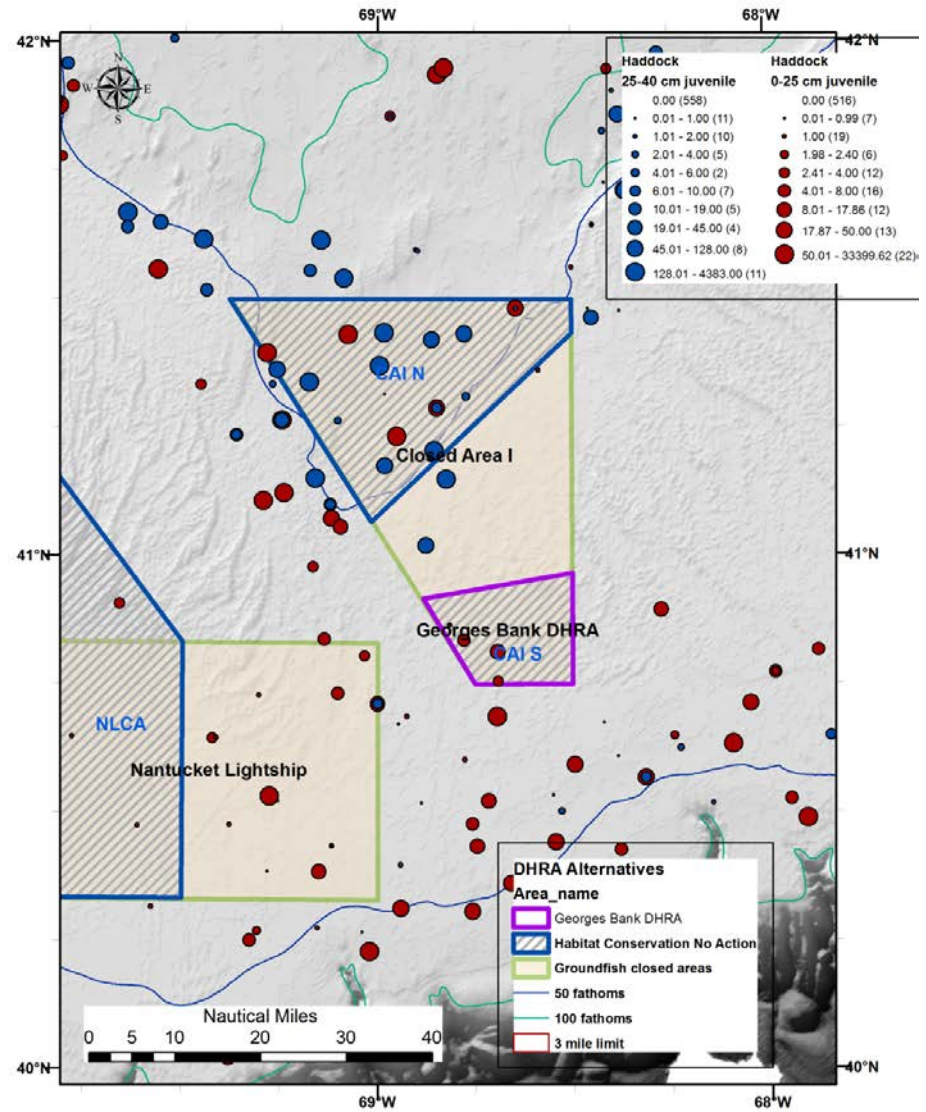 69°W 68°W
42°N 42°N
N
W E
S
Haddock
25-40 cm juvenile
0.00 (558)
0.01 - 1.00 (11)
1.01 - 2.00 (10)
2.01 - 4.00 (5)
4.01 - 6.00 (2)
6.01 - 10.00 (7)
10.01 - 19.00 (5)
19.01 - 45.00 (4)
45.01 - 128.00 (8)
128.01 - 4383.00 (11)
Haddock
0-25 cm juvenile
0.00 (516)
0.01 - 0.99 (7)
1.00 (19)
1.98 - 2.40 (6)
2.41 - 4.00 (12)
4.01 - 8.00 (16)
8.01 - 17.86 (12)
17.87 - 50.00 (13)
50.01 - 33399.62 (22)
CAI N
Closed Area I
41°N 41°N
Georges Bank DHRA
CAI S
NLCA
Nantucket Lightship
DHRA Alternatives
Area_name
Georges Bank DHRA
Habitat Conservation No Action
Groundfish closed areas
50 fathoms
100 fathoms
3 mile limit
Nautical Miles
0 5 10 20 30 40
40°N 40°N
69°W 68°W